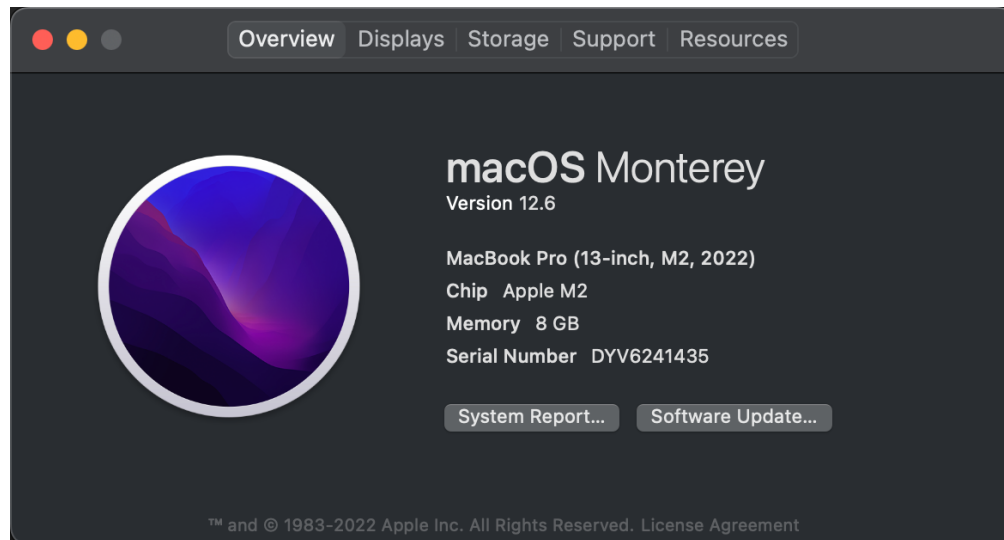 Overview Displays Storage Support Resources
macOS Monterey
Version 12.6
MacBook Pro (13-inch, M2, 2022)
Chip Apple M2
Memory 8 GB
Serial Number DYV6241435
System Report... Software Update...
™ and © 1983-2022 Apple Inc. All Rights Reserved. License Agreement